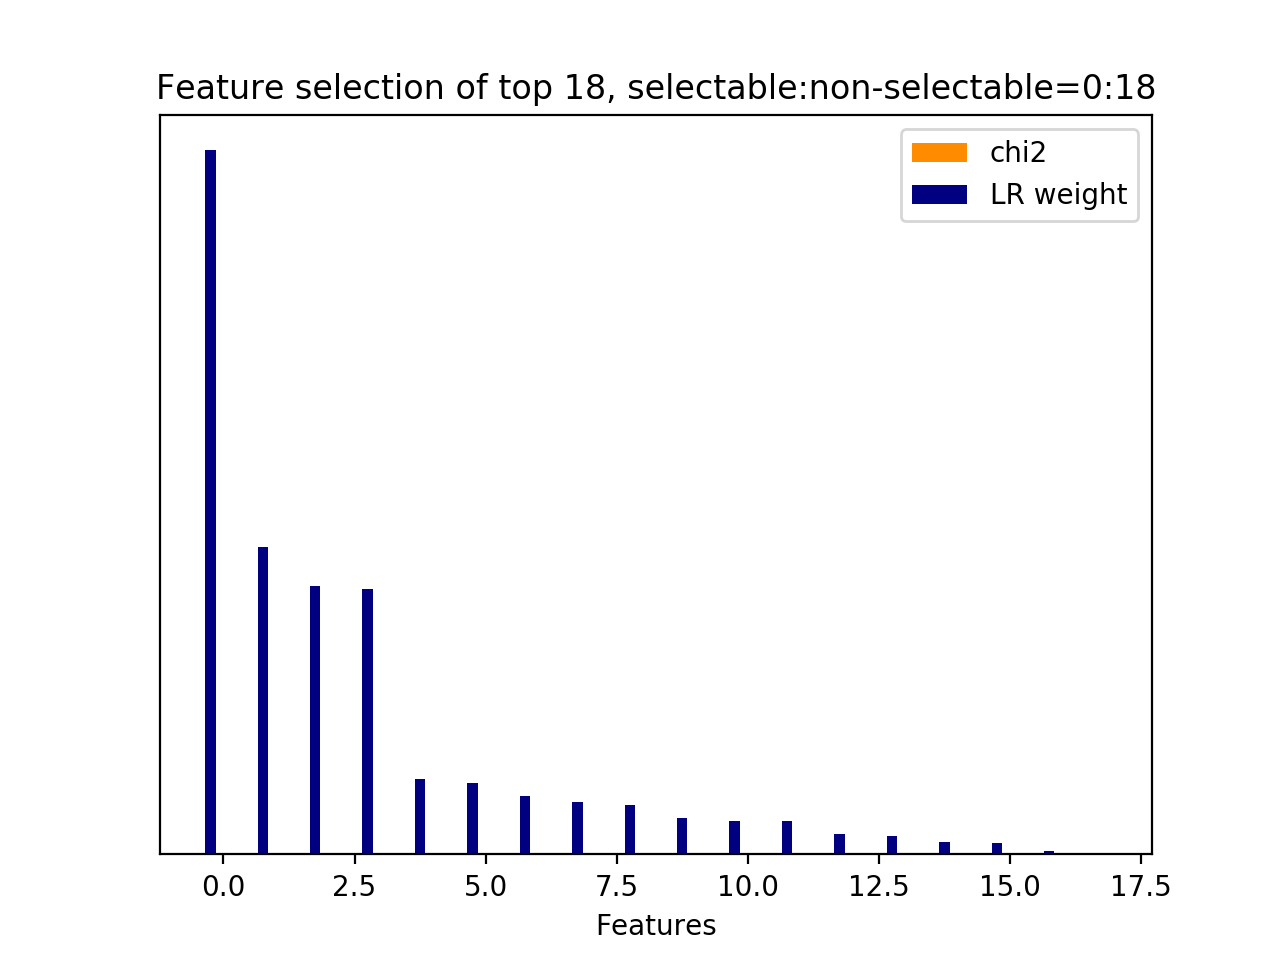 Feature selection of top 18, selectable:non-selectable=0:18
chi2
LR weight
0.0 2.5 5.0 7.5 10.0 12.5 15.0 17.5
Features